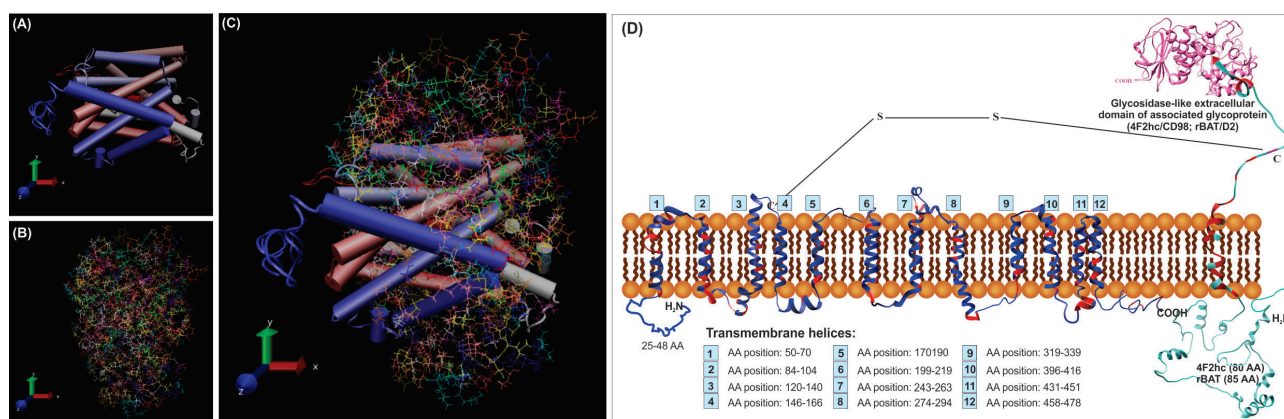 (A)
y
x
z
(B)
y
x
z
(C)
y
x
z
(D)
COOH
Glycosidase-like extracellular
domain of associated glycoprotein
(4F2hc/CD98; rBAT/D2)
S S
C
C
1 2 3 4 5 6 7 8 9 10 11 12
H₂N
25-48 AA
COOH
4F2hc (80 AA)
rBAT (85 AA)
Transmembrane helices:
1 AA position: 50-70
2 AA position: 84-104
3 AA position: 120-140
4 AA position: 146-166
5 AA position: 170190
6 AA position: 199-219
7 AA position: 243-263
8 AA position: 274-294
9 AA position: 319-339
10 AA position: 396-416
11 AA position: 431-451
12 AA position: 458-478